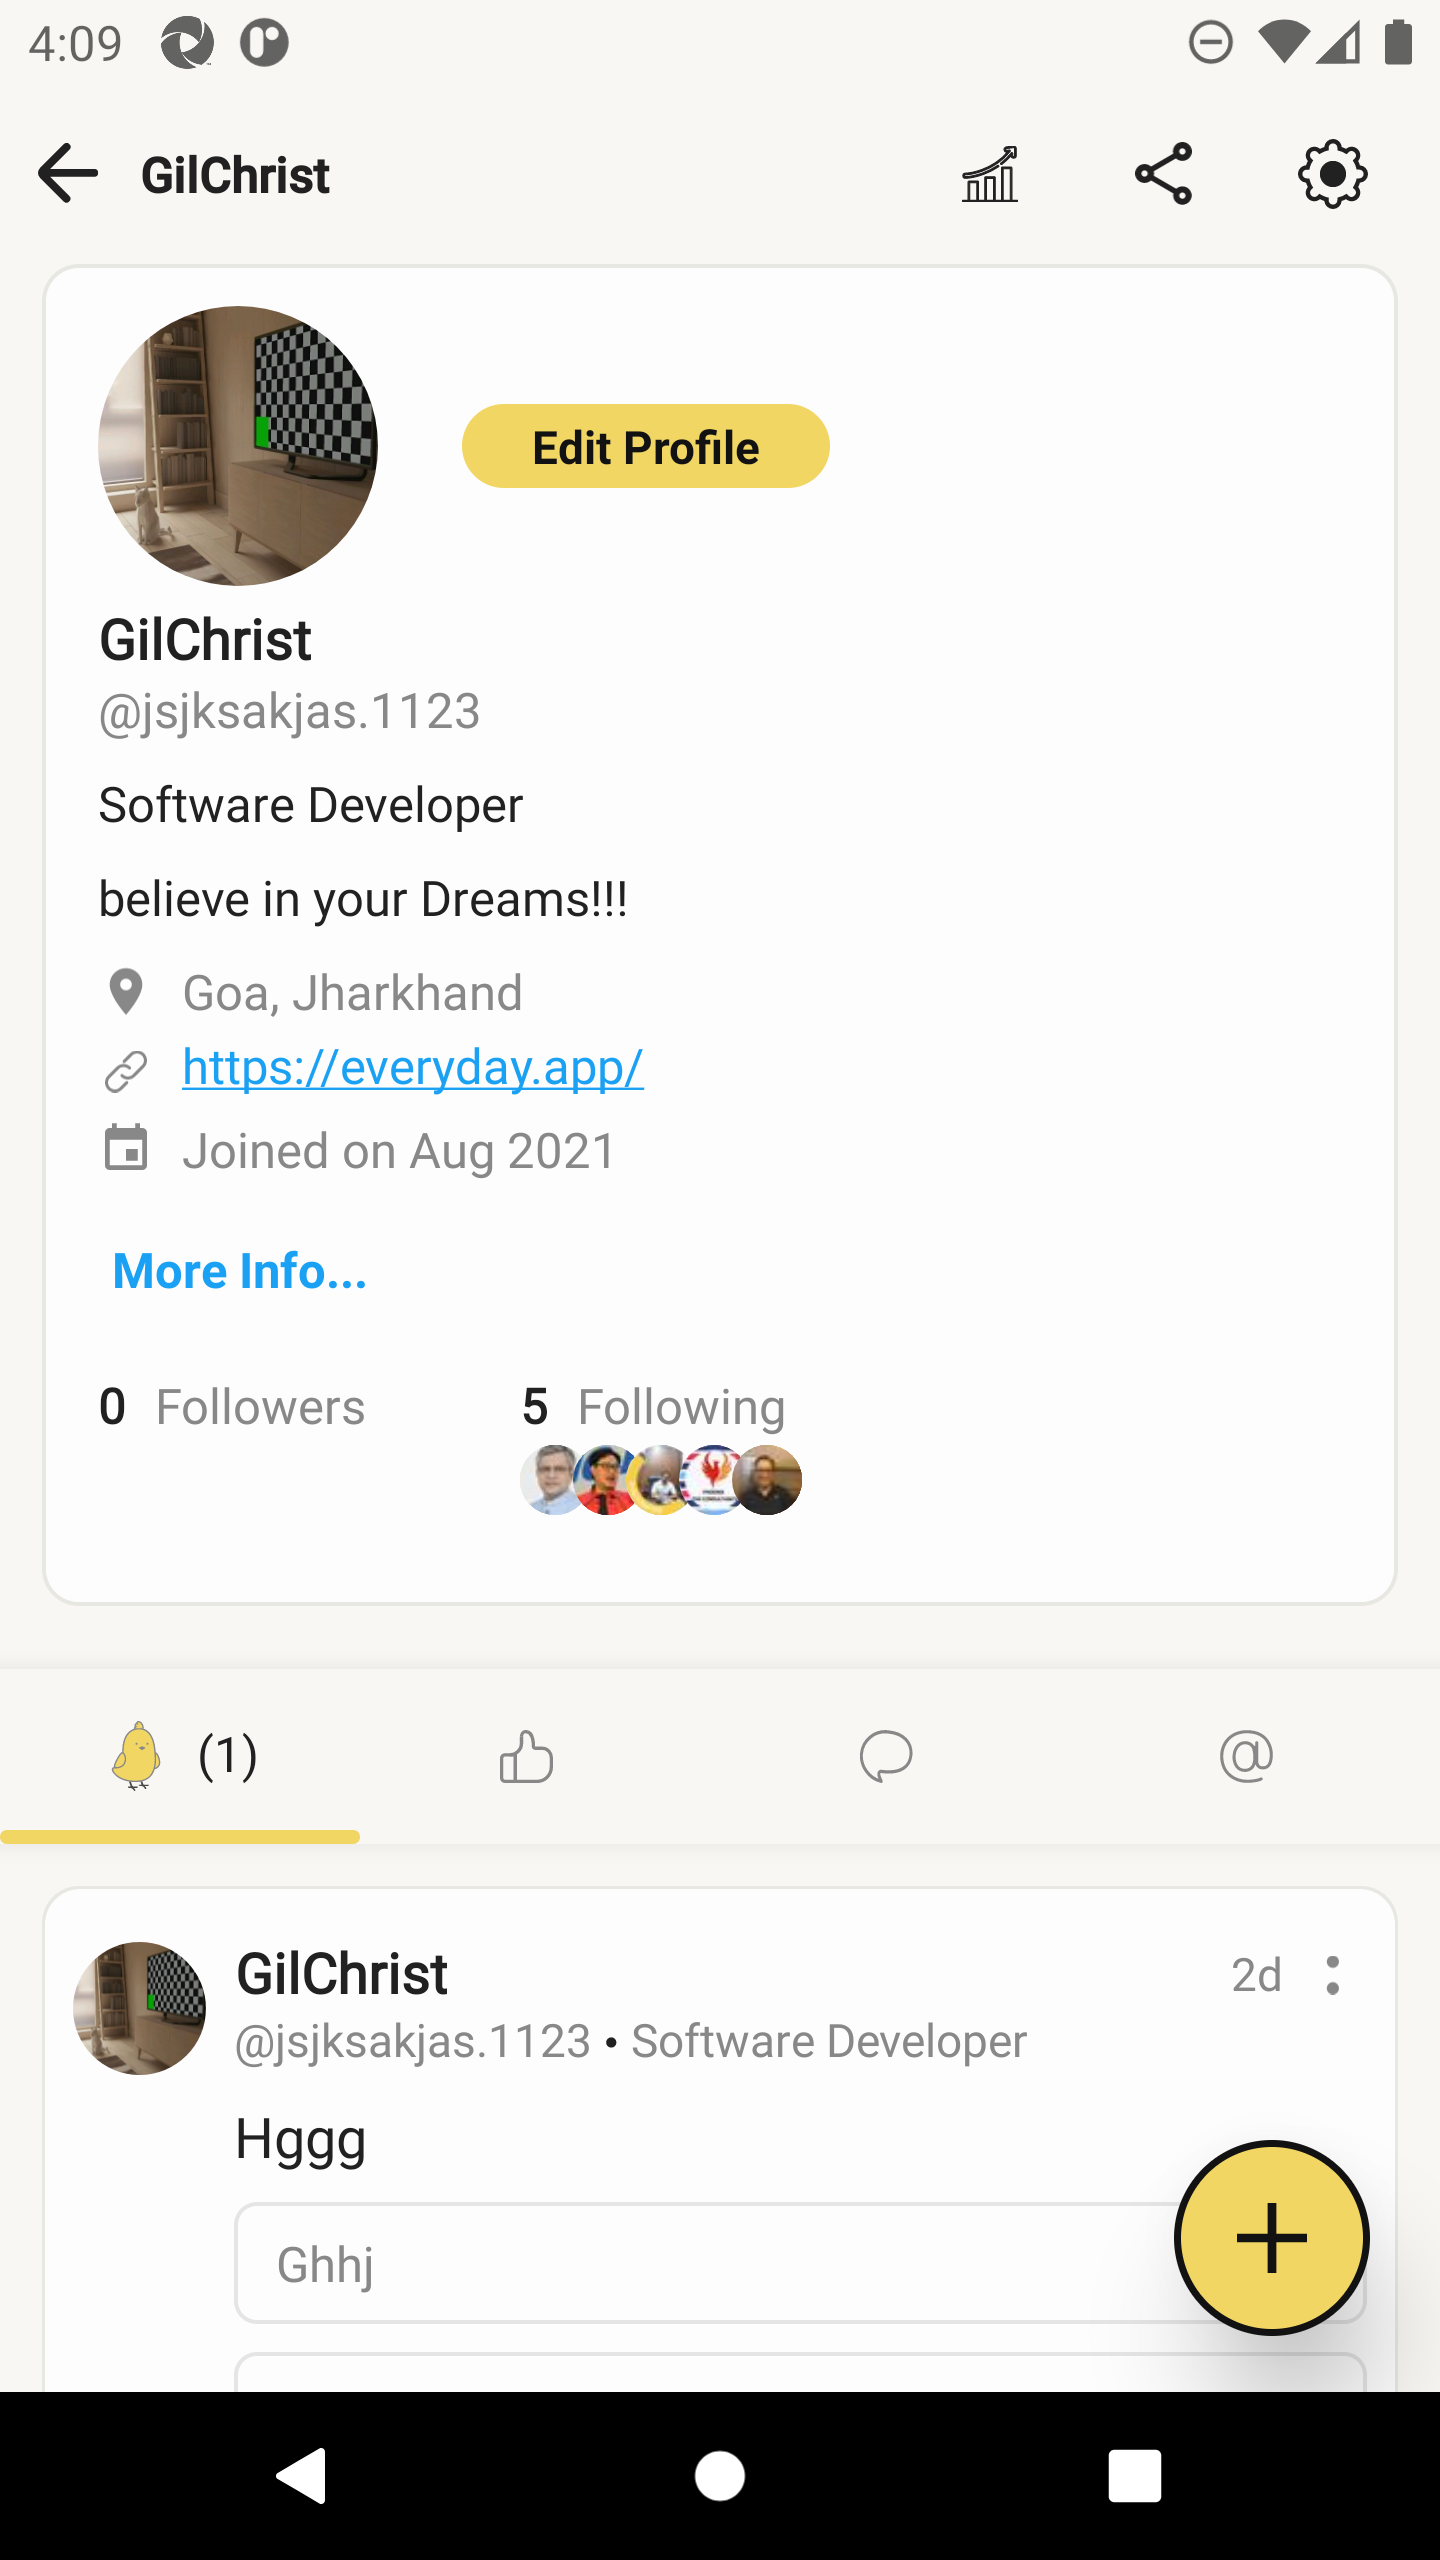 4:09
GilChrist
Edit Profile
GilChrist
@jsjksakjas.1123
Software Developer
believe in your Dreams!!!
Goa, Jharkhand
https://everyday.app/
Joined on Aug 2021
More Info...
0 Followers 5 Following
(1)
GilChrist 2d
@jsjksakjas.1123 • Software Developer
Hggg
Ghhj